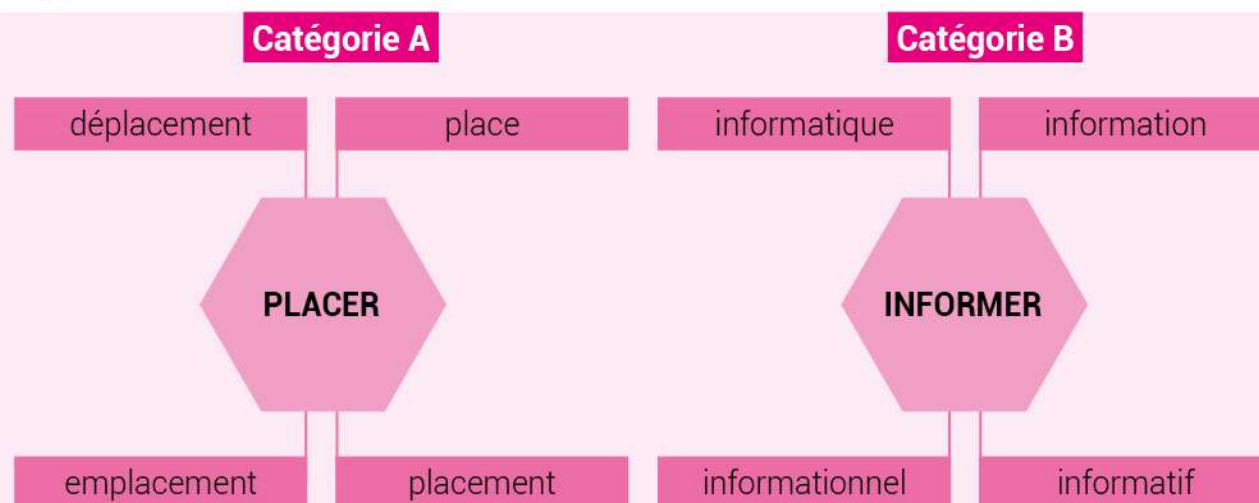 Catégorie A
Catégorie B
déplacement
place
informatique
information
PLACER
INFORMER
emplacement
placement
informationnel
informatif